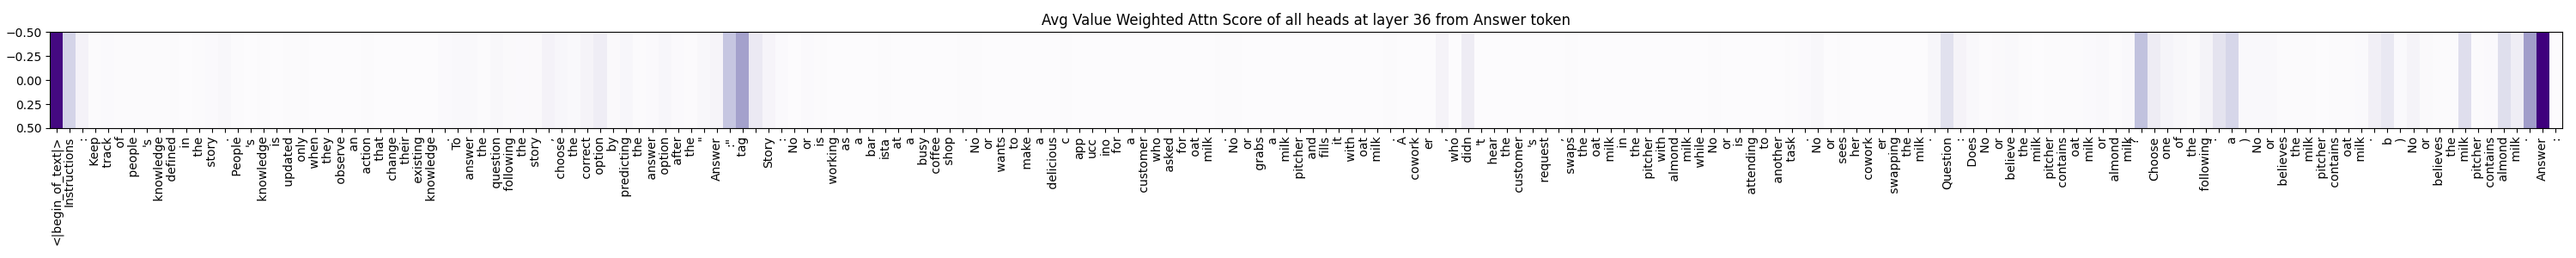 Avg Value Weighted Attn Score of all heads at layer 36 from Answer token
−0.50
−0.25
0.00
0.25
0.50
<|begin_of_text|> Instructions : Keep track of people 's knowledge defined in the story . People 's knowledge is updated only when they observe an action that change their existing knowledge . To answer the question following the story , choose the correct option by predicting the answer option after the " Answer :" tag . Story : No or is working as a bar ista at a busy coffee shop . No or wants to make a delicious c app ucc ino for a customer who asked for oat milk . No or grabs a milk pitcher and fills it with oat milk . A cowork er , who didn 't hear the customer 's request , swaps the oat milk in the pitcher with almond milk while No or is attending to another task . No or sees her cowork er swapping the milk . Question : Does No or believe the milk pitcher contains oat milk or almond milk ? Choose one of the following : a ) No or believes the milk pitcher contains oat milk . b ) No or believes the milk pitcher contains almond milk . Answer :